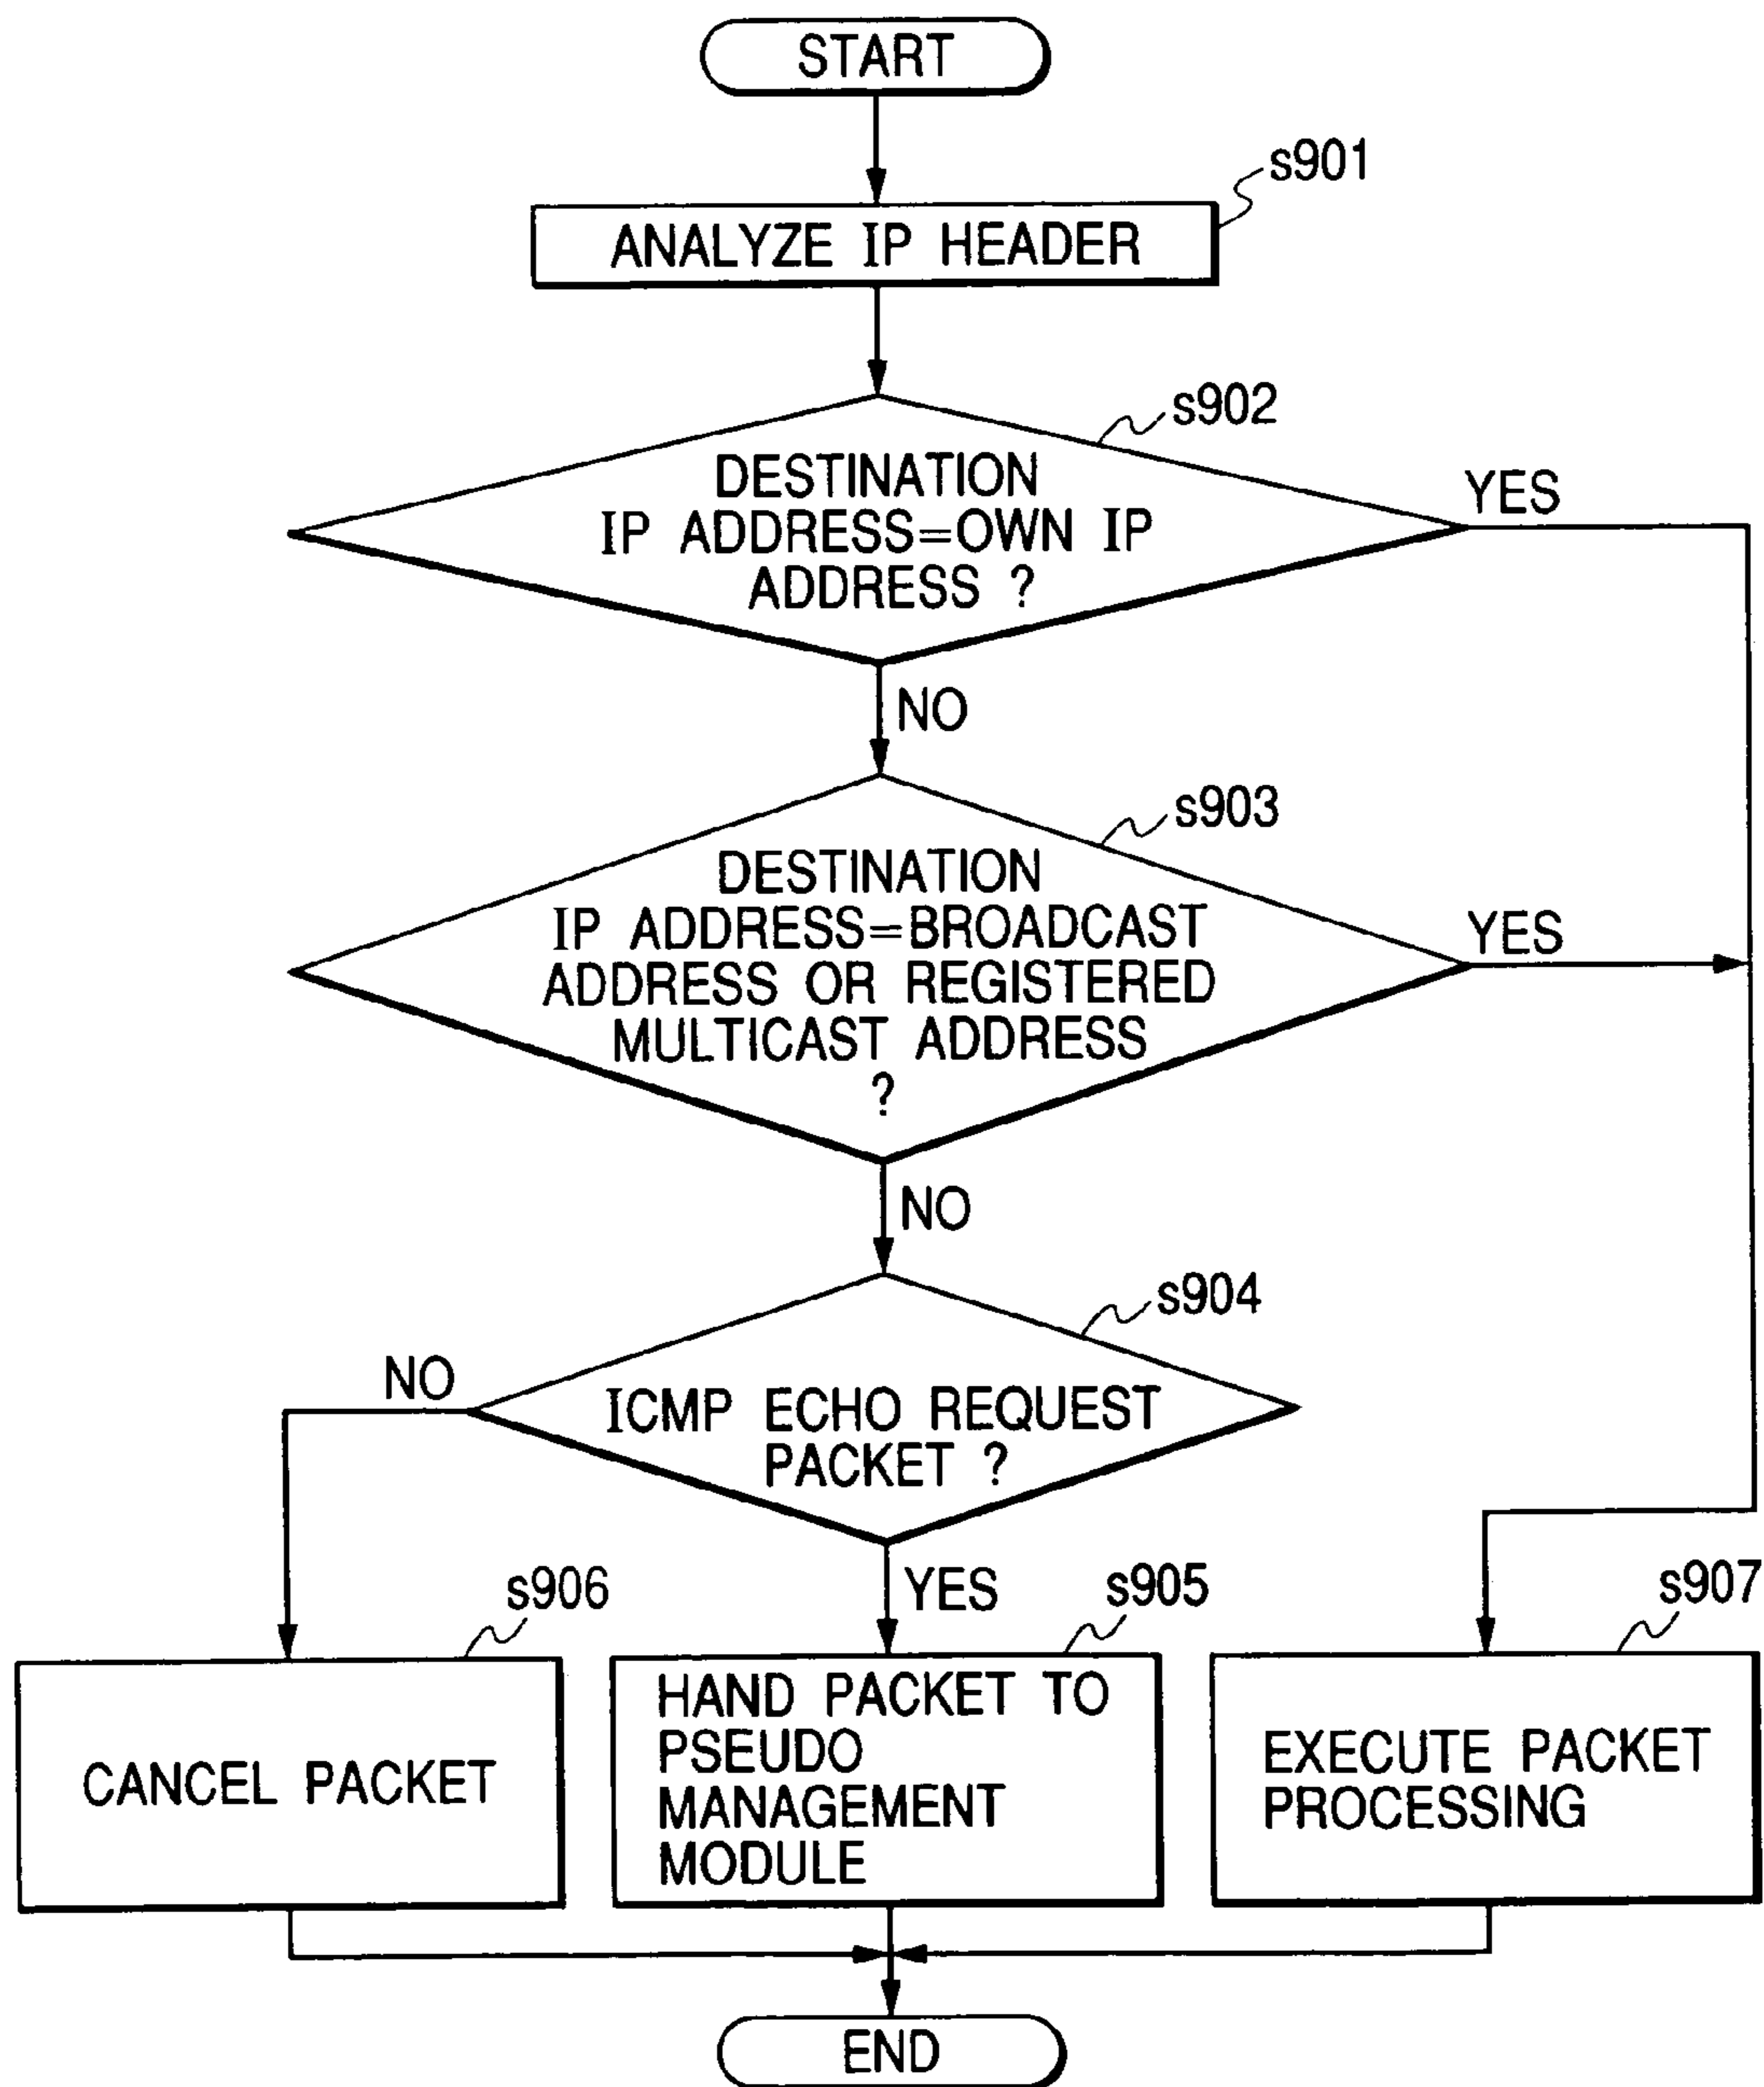 START
s901
ANALYZE IP HEADER
s902
DESTINATION
IP ADDRESS=OWN IP
ADDRESS ?
YES
NO
s903
DESTINATION
IP ADDRESS=BROADCAST
ADDRESS OR REGISTERED
MULTICAST ADDRESS
?
YES
NO
s904
ICMP ECHO REQUEST
PACKET ?
NO
YES
s906
CANCEL PACKET
s905
HAND PACKET TO
PSEUDO
MANAGEMENT
MODULE
s907
EXECUTE PACKET
PROCESSING
END